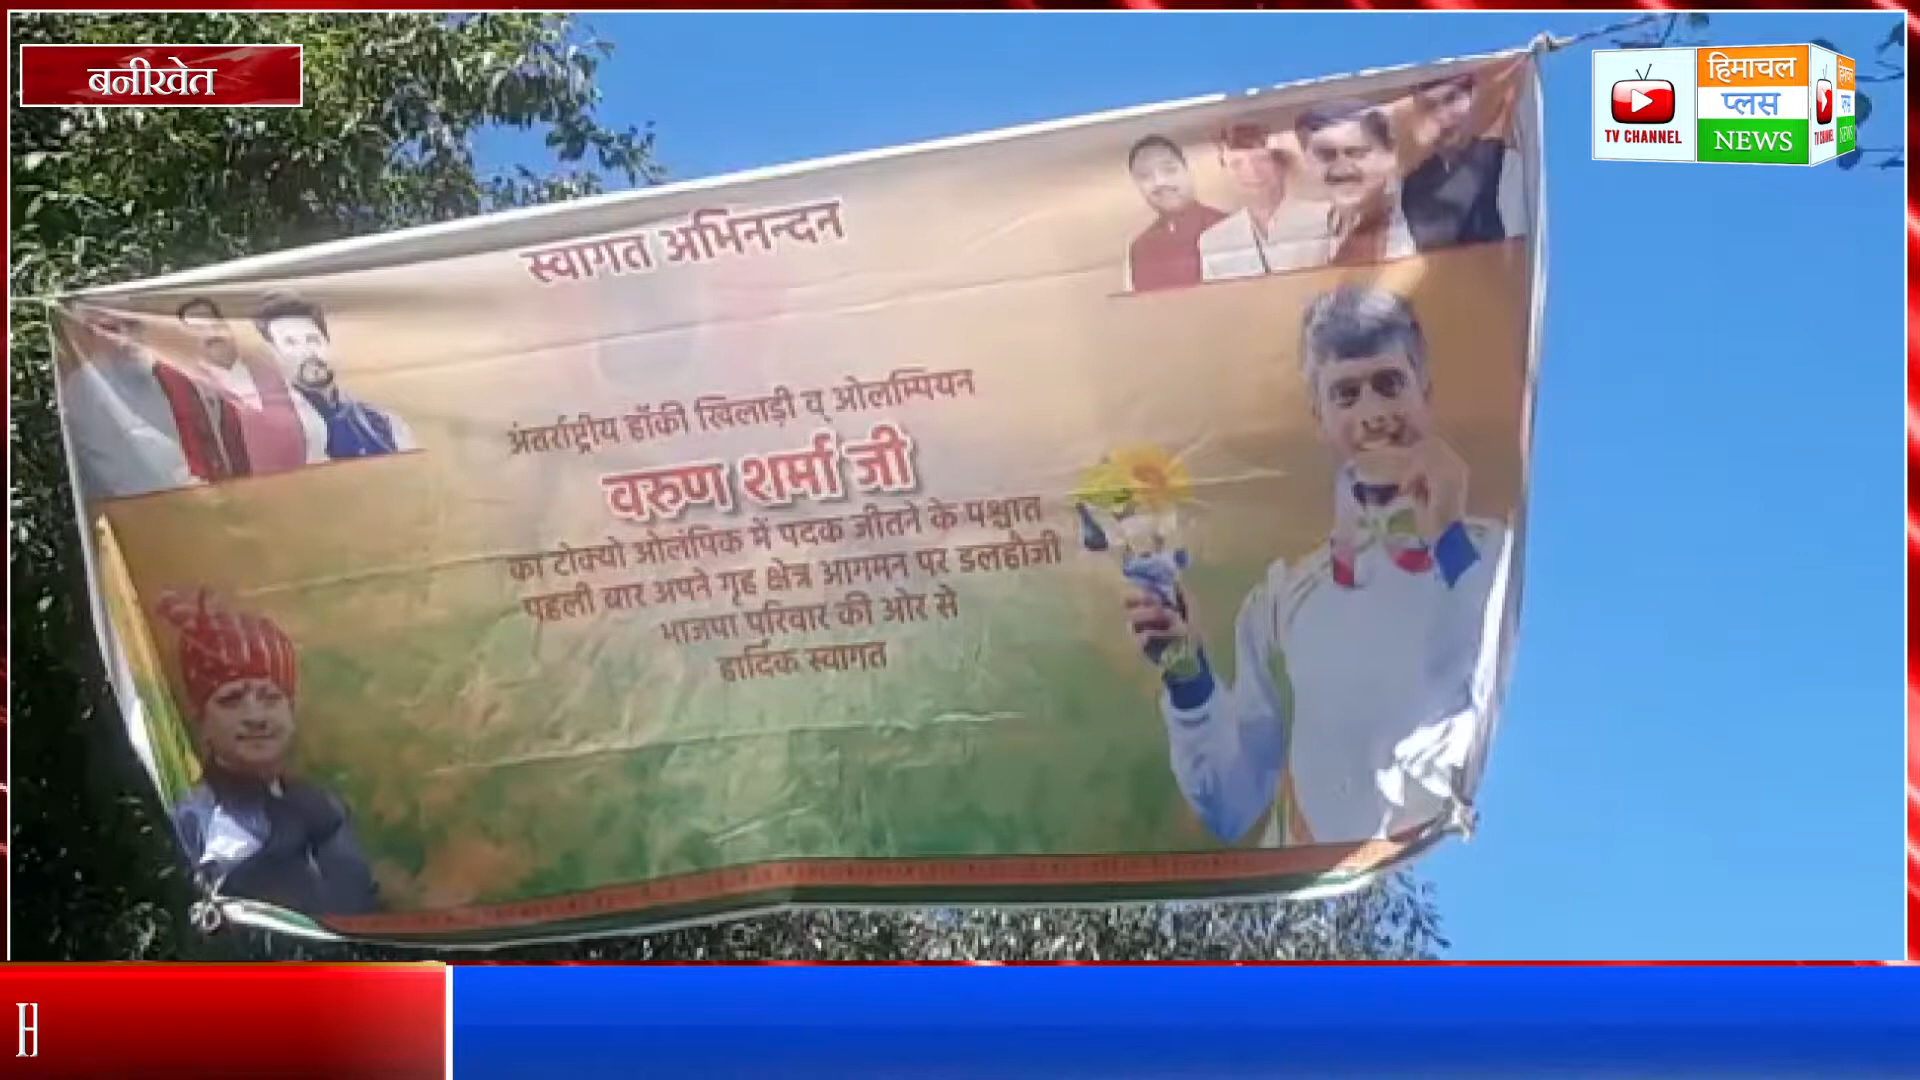 बनीखेत
हिमाचल
प्लस
NEWS
TV CHANNEL
स्वागत अभिनन्दन
अंतर्राष्ट्रीय हॉकी खिलाड़ी व् ओलम्पियन
वरुण शर्मा जी
का टोक्यो ओलंपिक में पदक जीतने के पश्चात
पहली बार अपने गृह क्षेत्र आगमन पर डलहौजी
भाजपा परिवार की ओर से
हार्दिक स्वागत
H